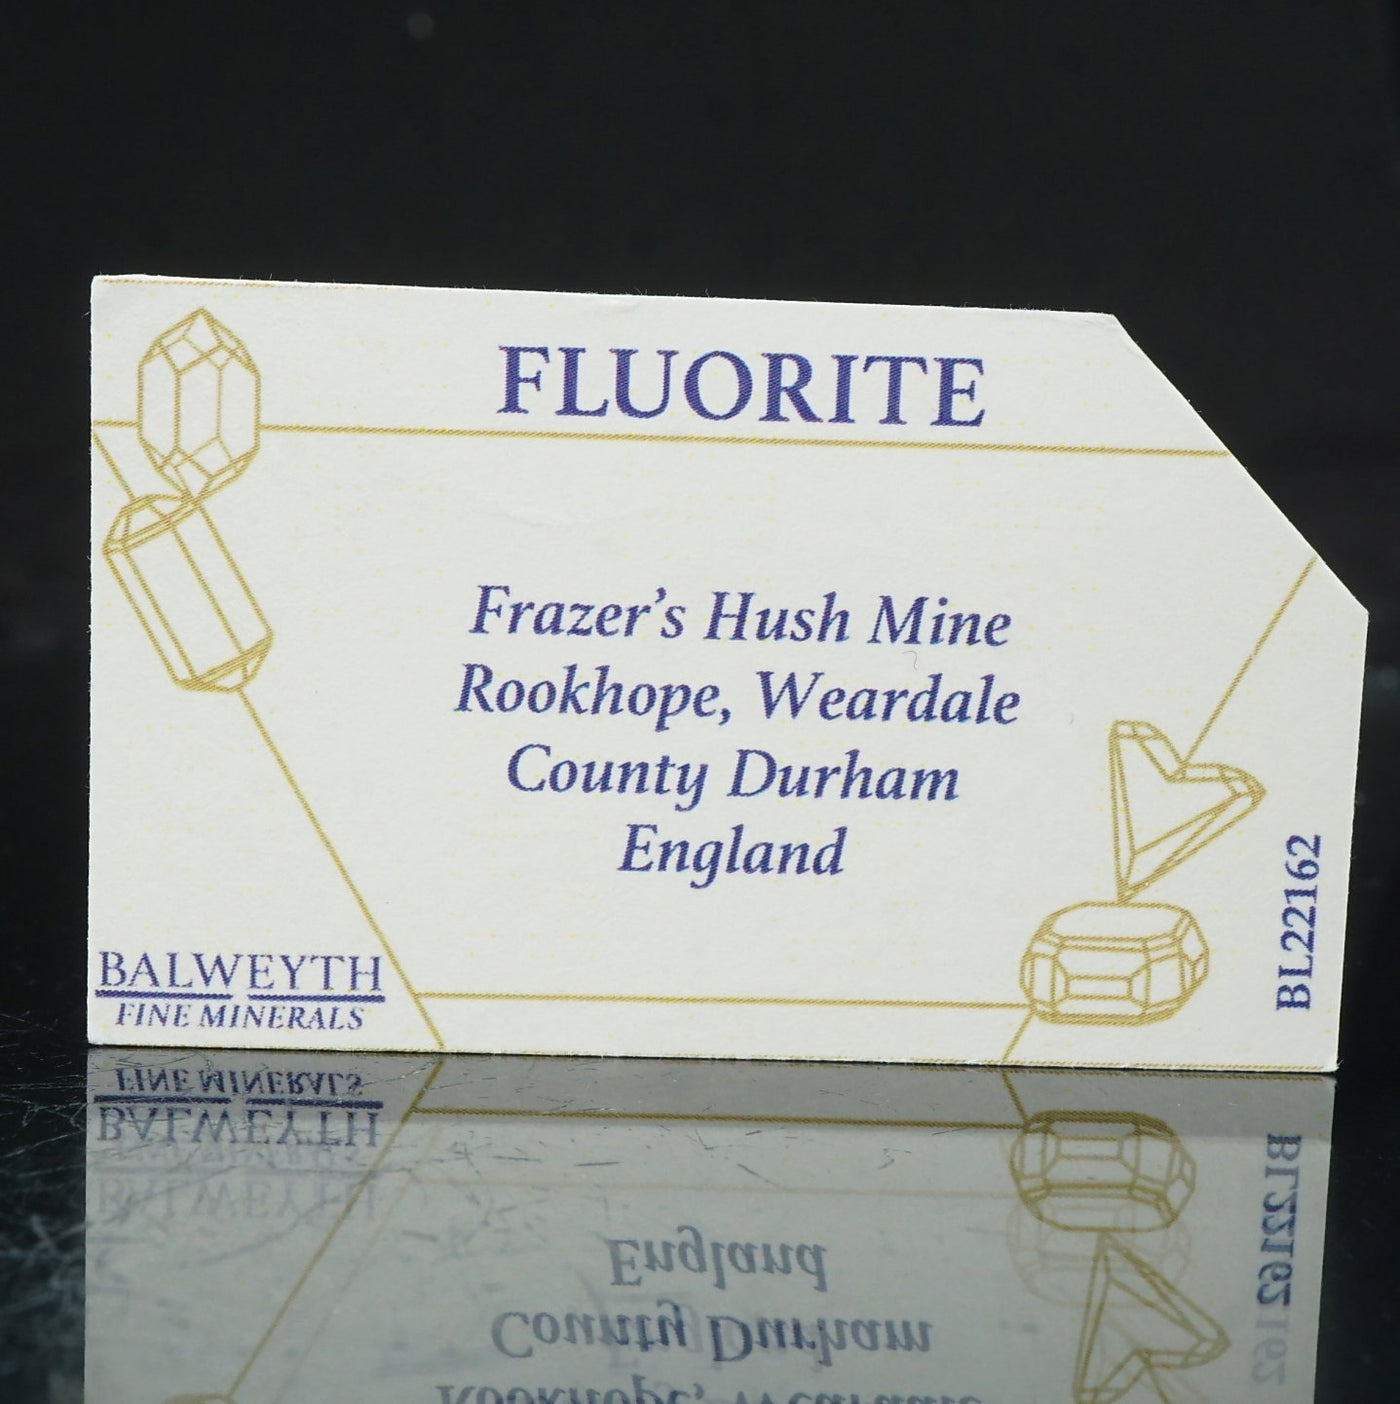 FLUORITE
Frazer's Hush Mine
Rookhope, Weardale
County Durham
England
BALWEYTH
FINE MINERALS
BL22162